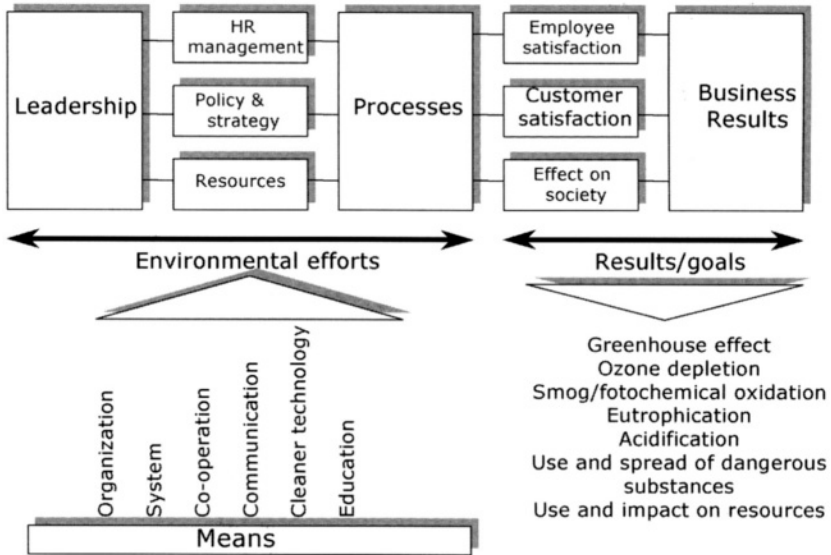 Leadership
HR
management
Policy &
strategy
Resources
Processes
Employee
satisfaction
Customer
satisfaction
Effect on
society
Business
Results
Environmental efforts
Results/goals
Organization
System
Co-operation
Communication
Cleaner technology
Education
Means
Greenhouse effect
Ozone depletion
Smog/fotochemical oxidation
Eutrophication
Acidification
Use and spread of dangerous
substances
Use and impact on resources